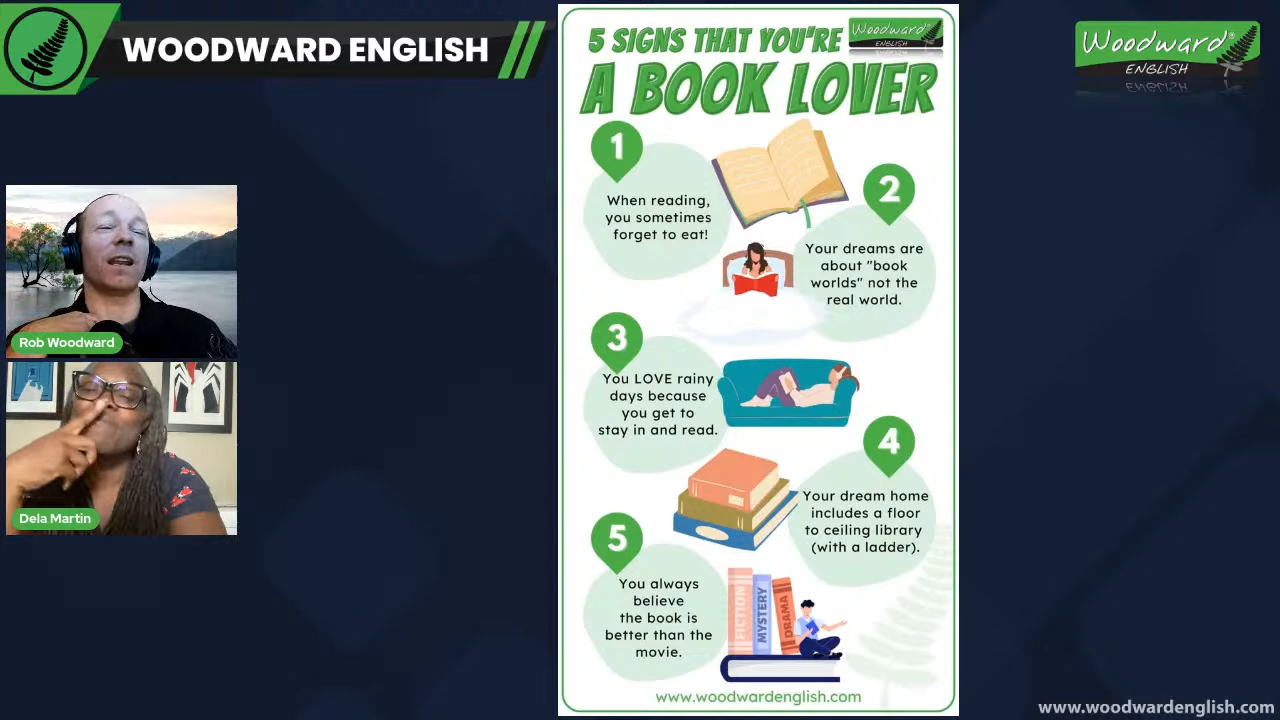 WOODWARD ENGLISH
Woodward®
ENGLISH
5 SIGNS THAT YOU'RE
A BOOK LOVER
Woodward®
ENGLISH
1
When reading,
you sometimes
forget to eat!
2
Your dreams are
about "book
worlds" not the
real world.
3
You LOVE rainy
days because
you get to
stay in and read.
4
Your dream home
includes a floor
to ceiling library
(with a ladder).
5
You always
believe
the book is
better than the
movie.
FICTION
MYSTERY
DRAMA
www.woodwardenglish.com
Rob Woodward
Dela Martin
www.woodwardenglish.com